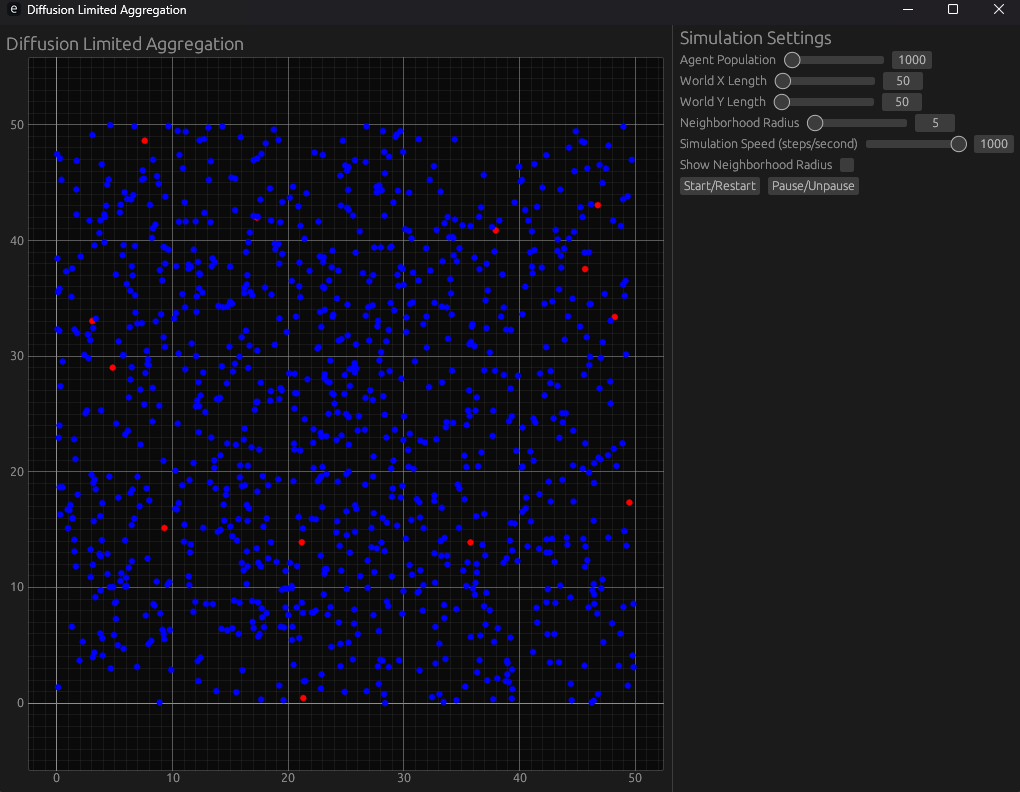 e Diffusion Limited Aggregation
Diffusion Limited Aggregation
50
40
30
20
10
0
0 10 20 30 40 50
Simulation Settings
Agent Population 1000
World X Length 50
World Y Length 50
Neighborhood Radius 5
Simulation Speed (steps/second) 1000
Show Neighborhood Radius
Start/Restart Pause/Unpause